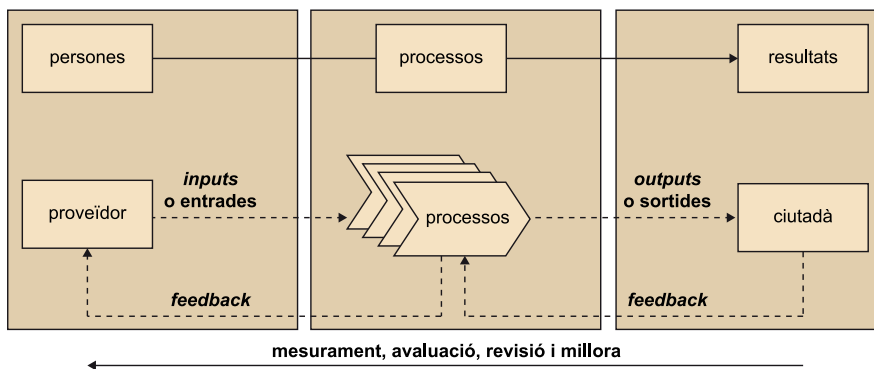 persones
processos
resultats
inputs
o entrades
outputs
o sortides
proveïdor
processos
ciutadà
feedback
feedback
mesurament, avaluació, revisió i millora